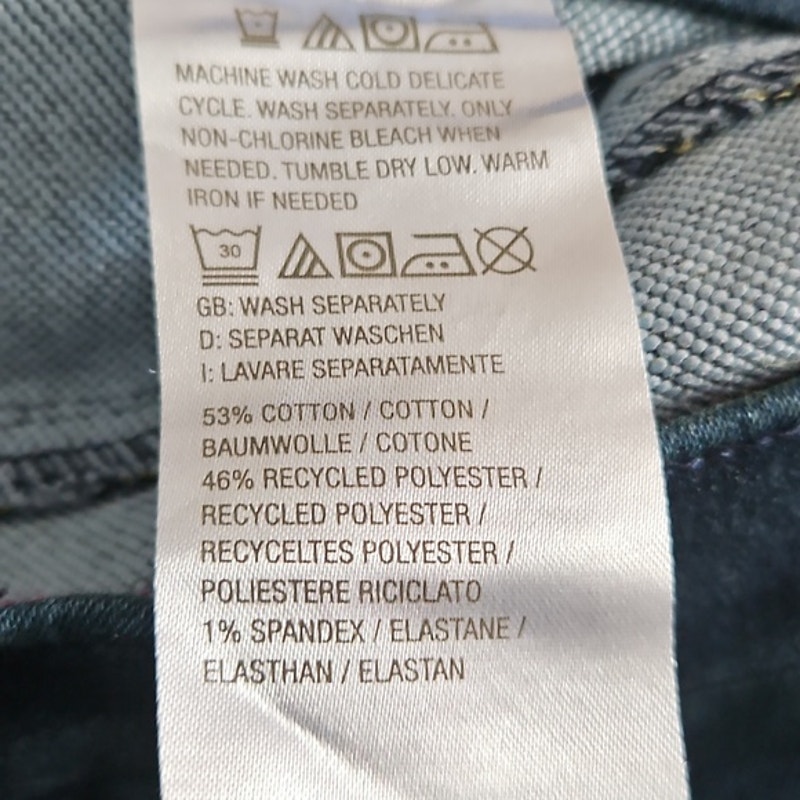 MACHINE WASH COLD DELICATE
CYCLE. WASH SEPARATELY. ONLY
NON-CHLORINE BLEACH WHEN
NEEDED. TUMBLE DRY LOW. WARM
IRON IF NEEDED
30
GB: WASH SEPARATELY
D: SEPARAT WASCHEN
I: LAVARE SEPARATAMENTE
53% COTTON / COTTON /
BAUMWOLLE / COTONE
46% RECYCLED POLYESTER /
RECYCLED POLYESTER /
RECYCELTES POLYESTER /
POLIESTERE RICICLATO
1% SPANDEX / ELASTANE /
ELASTHAN / ELASTAN